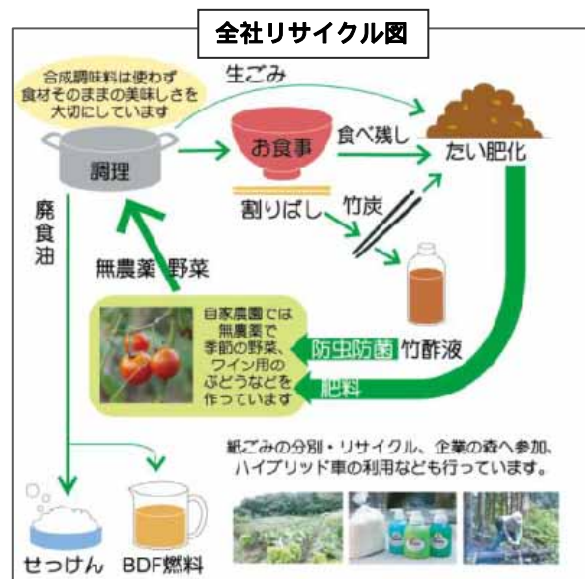 全社リサイクル図
合成調味料は使わず
食材そのままの美味しさを
大切にしています
生ごみ
調理
お食事
食べ残し
たい肥化
割りばし
竹炭
廃食油
無農薬 野菜
自家農園では
無農薬で
季節の野菜、
ワイン用の
ぶどうなどを
作っています
防虫防菌 竹酢液
肥料
紙ごみの分別・リサイクル、企業の森へ参加、
ハイブリッド車の利用なども行っています。
せっけん
BDF燃料